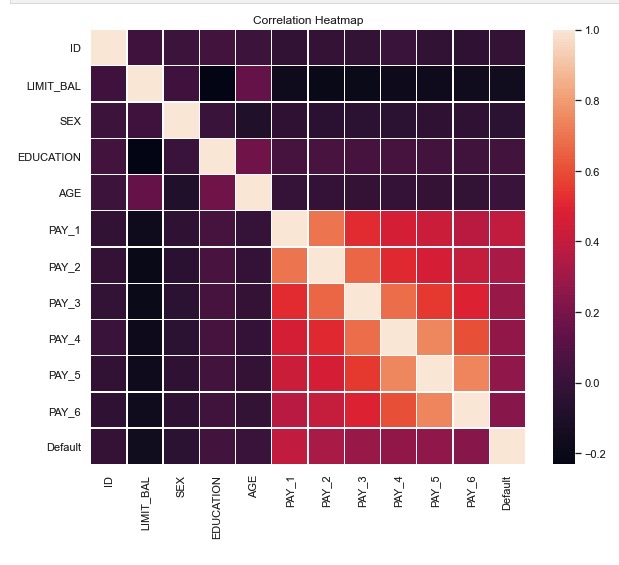 Correlation Heatmap
ID
LIMIT_BAL
SEX
EDUCATION
AGE
PAY_1
PAY_2
PAY_3
PAY_4
PAY_5
PAY_6
Default
ID
LIMIT_BAL
SEX
EDUCATION
AGE
PAY_1
PAY_2
PAY_3
PAY_4
PAY_5
PAY_6
Default
1.0
0.8
0.6
0.4
0.2
0.0
−0.2